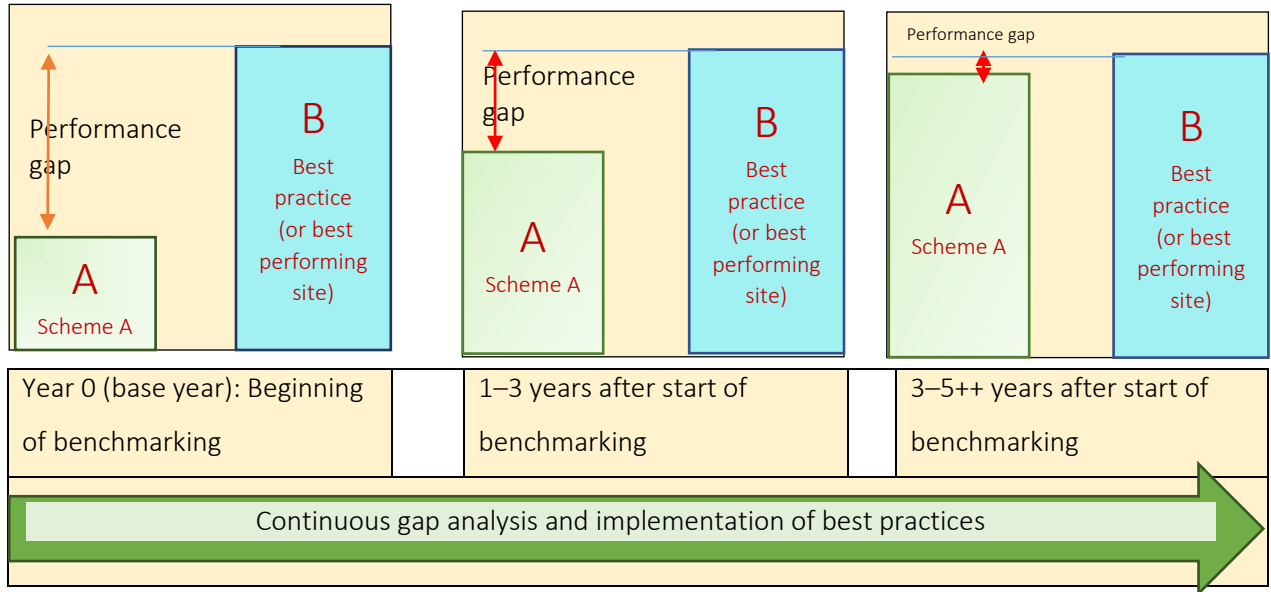 Performance
gap
A
Scheme A
B
Best
practice
(or best
performing
site)
Performance
gap
A
Scheme A
B
Best
practice
(or best
performing
site)
Performance gap
A
Scheme A
B
Best
practice
(or best
performing
site)
Year 0 (base year): Beginning
of benchmarking
1–3 years after start of
benchmarking
3–5++ years after start of
benchmarking
Continuous gap analysis and implementation of best practices